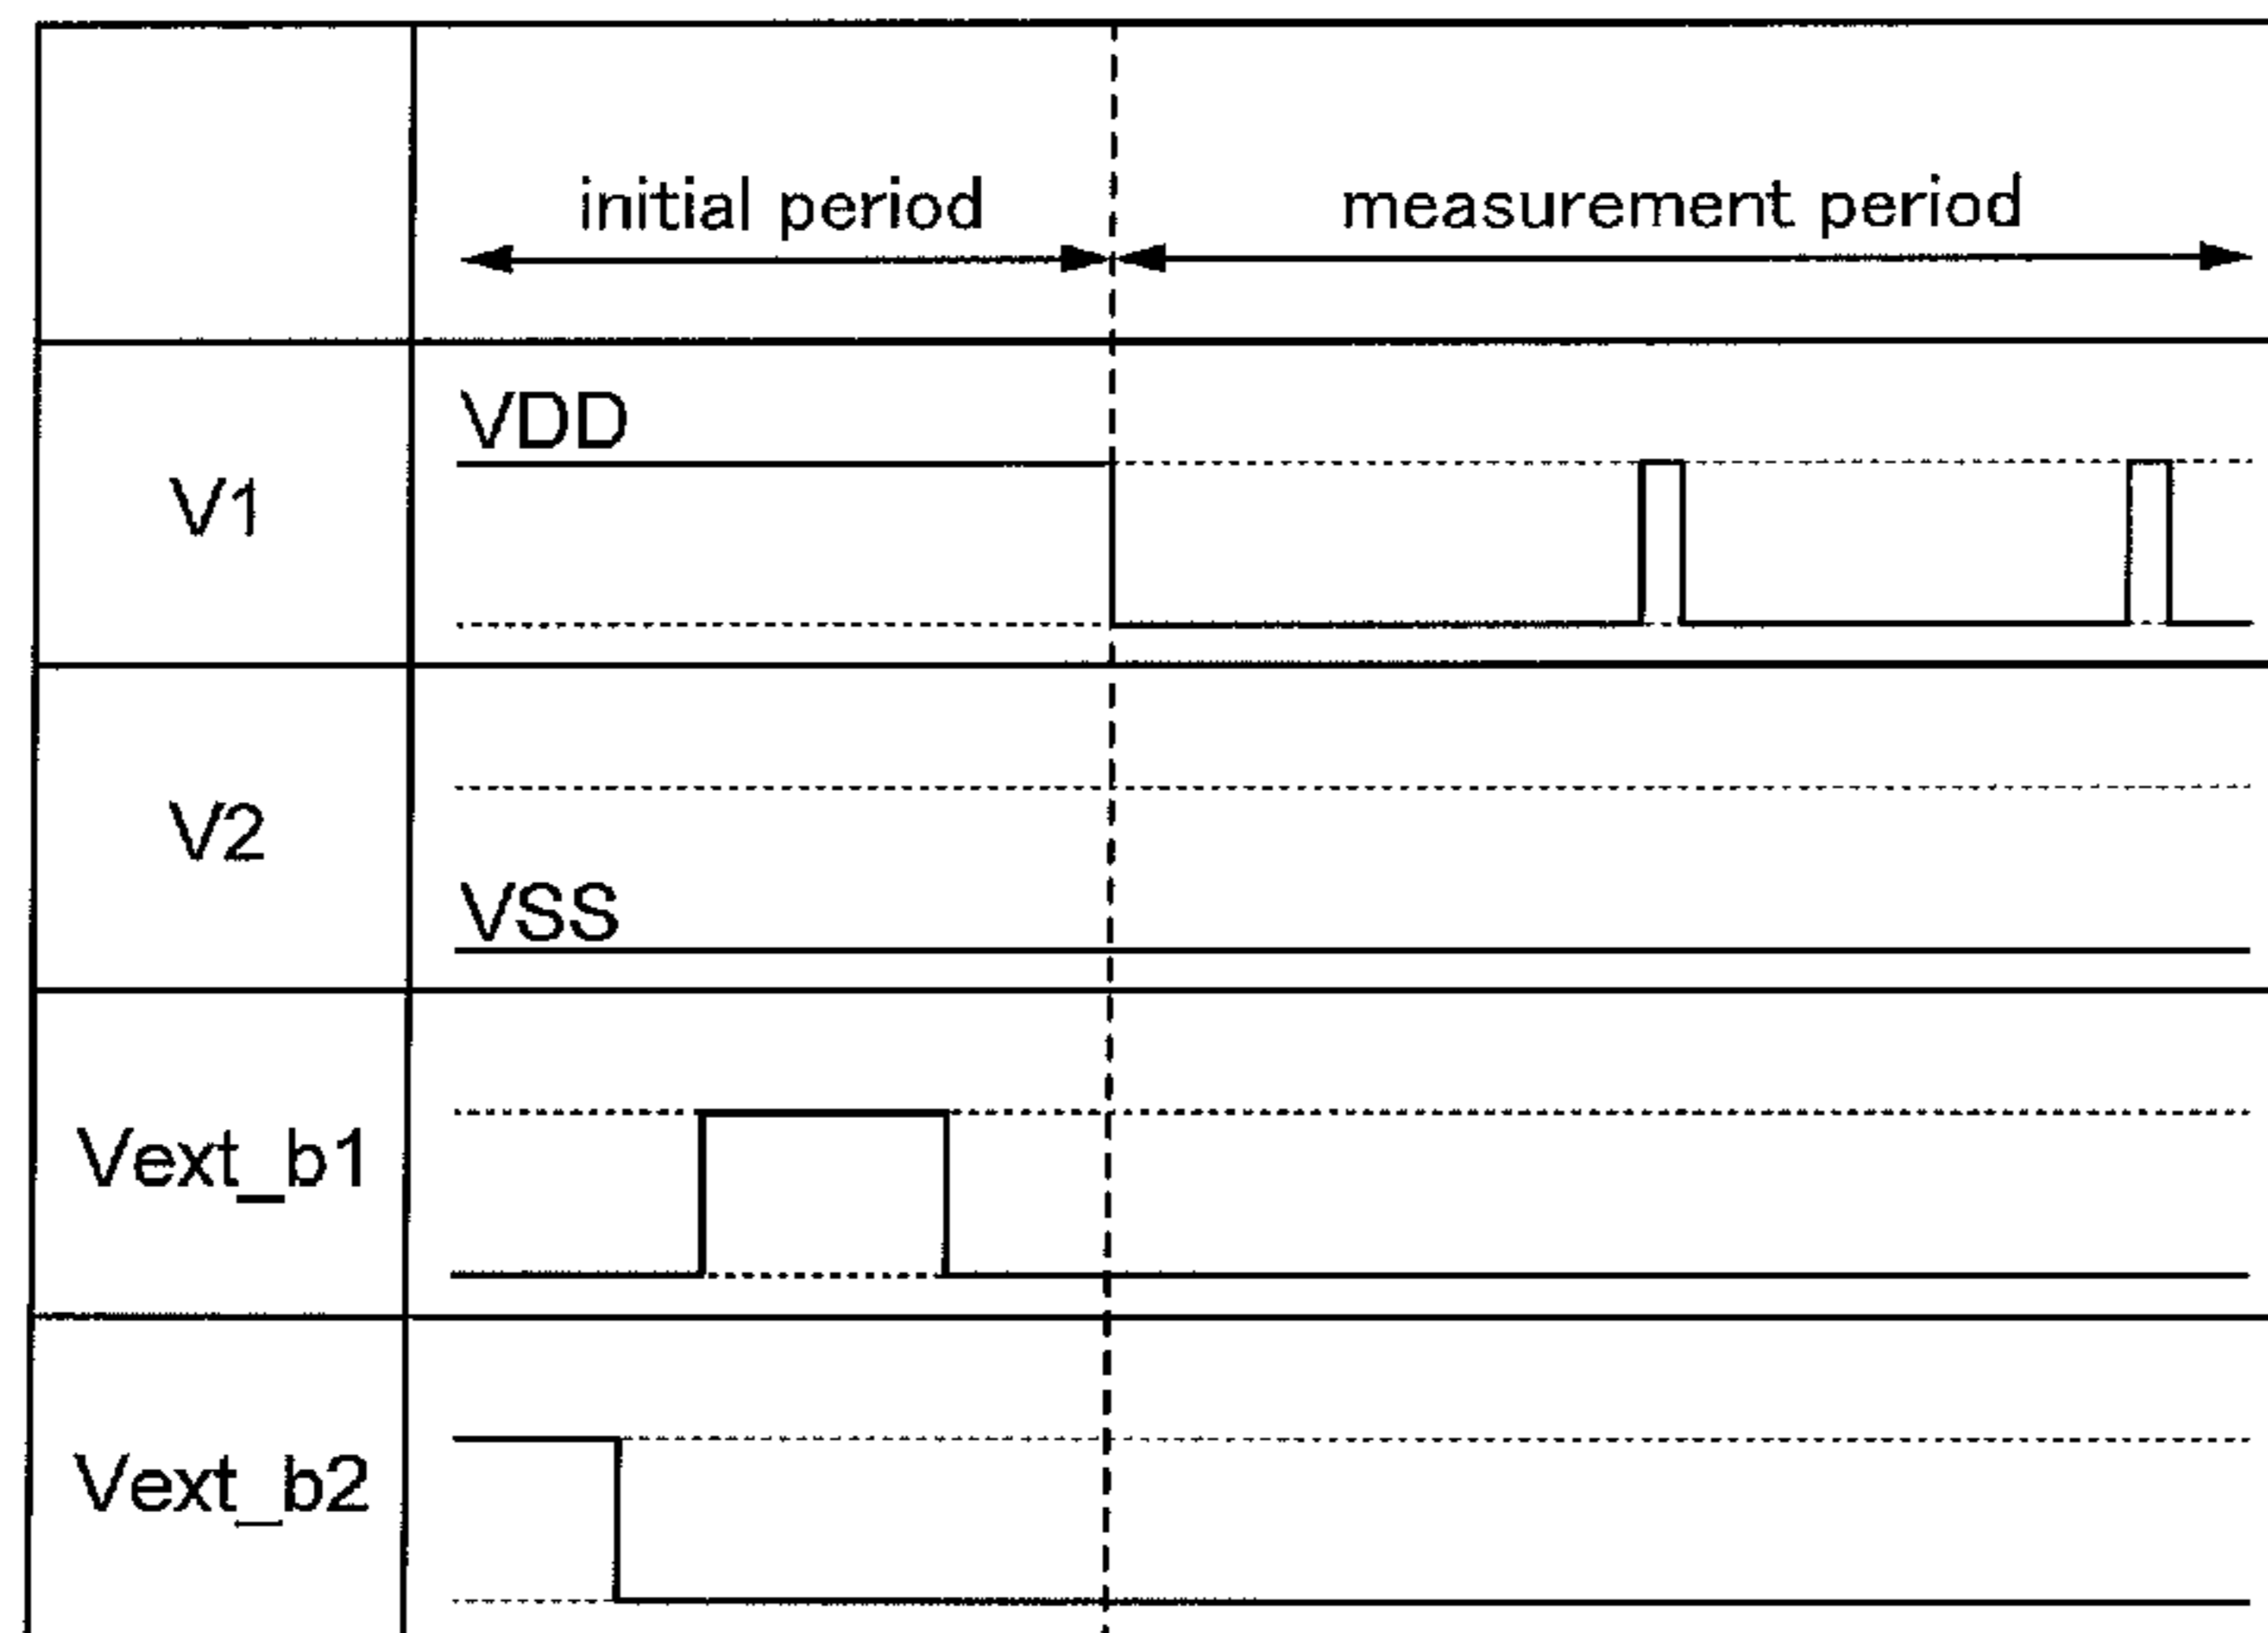 initial period
measurement period
VDD
V1
V2
VSS
Vext_b1
Vext_b2